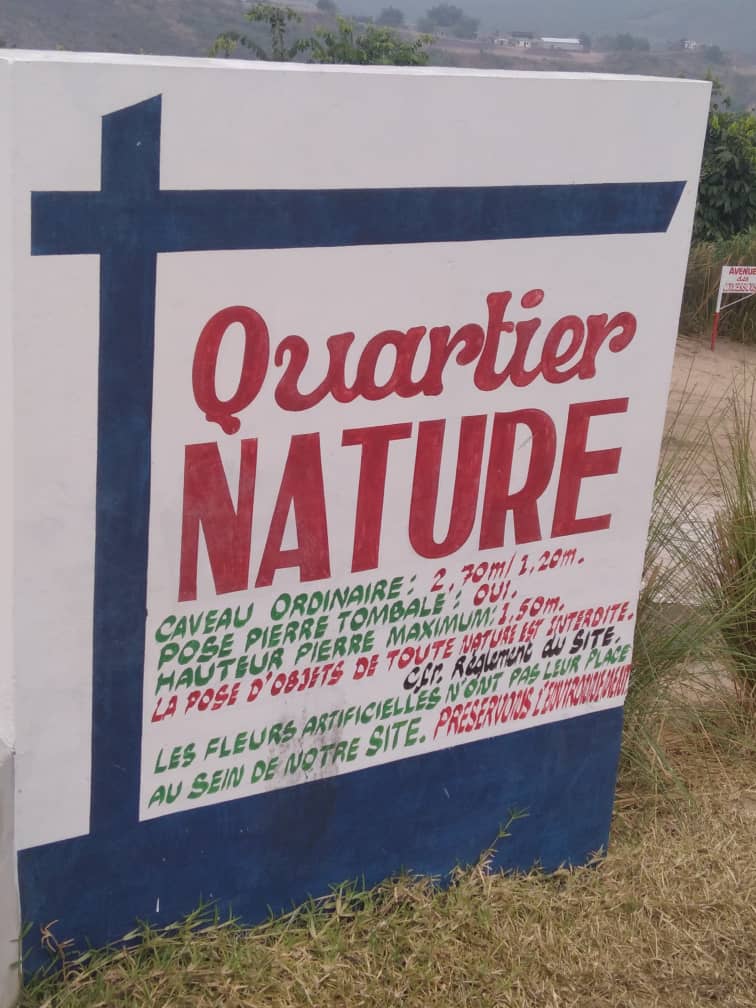 Quartier
NATURE
CAVEAU ORDINAIRE: 2,70m/1,20m.
POSE PIERRE TOMBALE: OUI.
HAUTEUR PIERRE MAXIMUM: 1,50m.
LA POSE D'OBJETS DE TOUTE NATURE EST INTERDITE.
Cfr. Règlement du SITE.
LES FLEURS ARTIFICIELLES N'ONT PAS LEUR PLACE
AU SEIN DE NOTRE SITE. PRESERVONS L'ENVIRONNEMENT
AVENUE
des